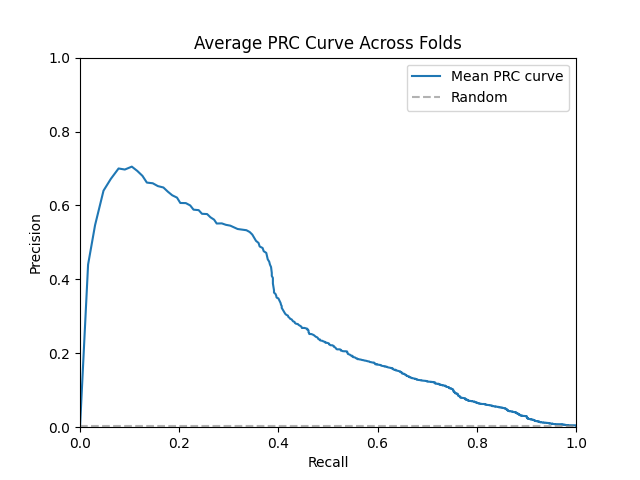 Average PRC Curve Across Folds
1.0
Mean PRC curve
Random
0.8
0.6
Precision
0.4
0.2
0.0
0.0 0.2 0.4 0.6 0.8 1.0
Recall